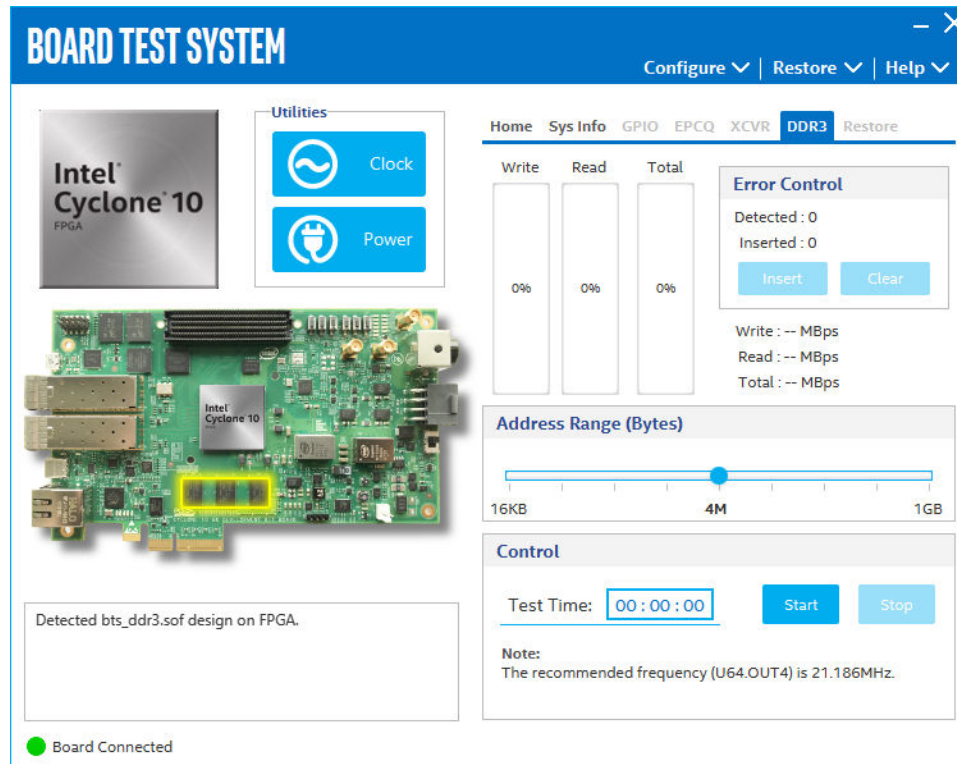 BOARD TEST SYSTEM
Configure | Restore | Help
Intel® Cyclone® 10
FPGA
Utilities
Clock
Power
Home Sys Info GPIO EPCQ XCVR DDR3 Restore
Write Read Total
0% 0% 0%
Error Control
Detected : 0
Inserted : 0
Insert Clear
Write : -- MBps
Read : -- MBps
Total : -- MBps
Intel
Cyclone 10
Address Range (Bytes)
16KB 4M 1GB
Control
Test Time: 00 : 00 : 00 Start Stop
Note:
The recommended frequency (U64.OUT4) is 21.186MHz.
Detected bts_ddr3.sof design on FPGA.
Board Connected